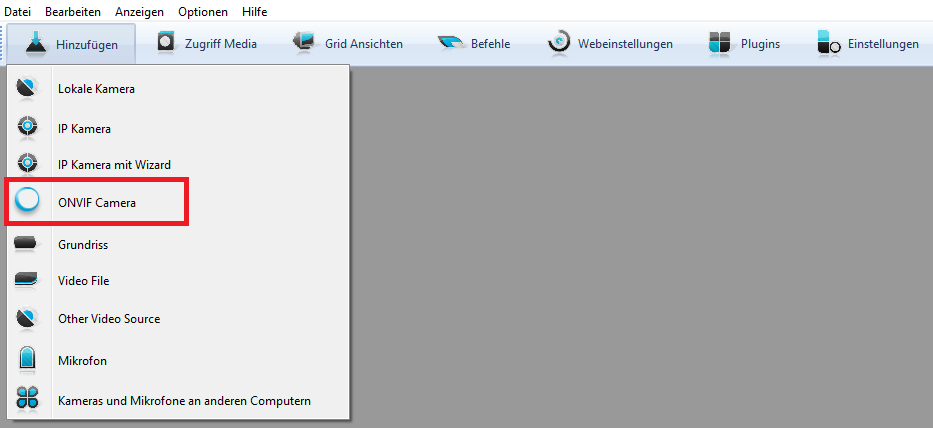 Datei Bearbeiten Anzeigen Optionen Hilfe
Hinzufügen Zugriff Media Grid Ansichten Befehle Webeinstellungen Plugins Einstellungen
Lokale Kamera
IP Kamera
IP Kamera mit Wizard
ONVIF Camera
Grundriss
Video File
Other Video Source
Mikrofon
Kameras und Mikrofone an anderen Computern